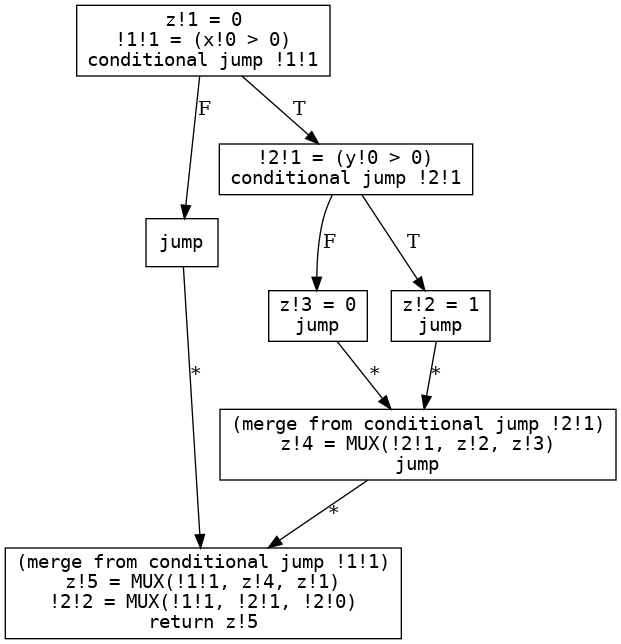 z!1 = 0
!1!1 = (x!0 > 0)
conditional jump !1!1
F
T
!2!1 = (y!0 > 0)
conditional jump !2!1
jump
F
T
z!3 = 0
jump
z!2 = 1
jump
*
*
*
(merge from conditional jump !2!1)
z!4 = MUX(!2!1, z!2, z!3)
jump
*
(merge from conditional jump !1!1)
z!5 = MUX(!1!1, z!4, z!1)
!2!2 = MUX(!1!1, !2!1, !2!0)
return z!5